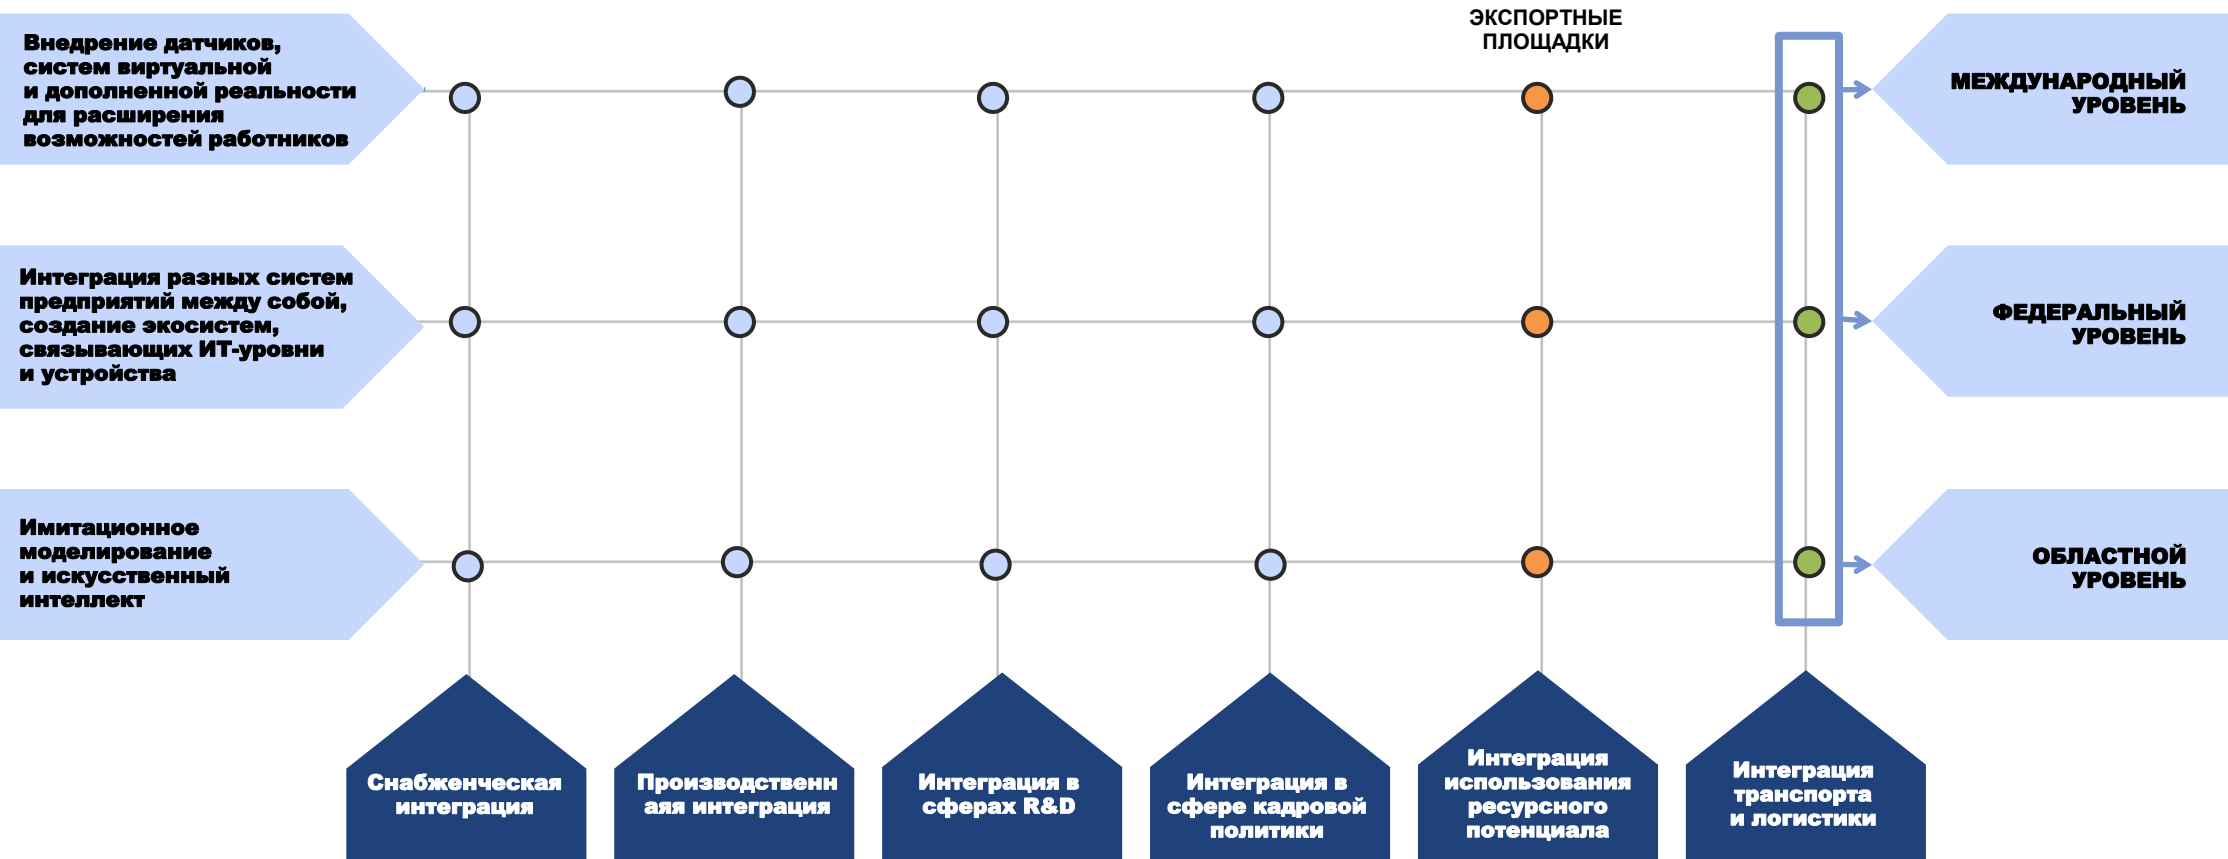 ЭКСПОРТНЫЕ
ПЛОЩАДКИ
Внедрение датчиков,
систем виртуальной
и дополненной реальности
для расширения
возможностей работников
МЕЖДУНАРОДНЫЙ
УРОВЕНЬ
Интеграция разных систем
предприятий между собой,
создание экосистем,
связывающих ИТ-уровни
и устройства
ФЕДЕРАЛЬНЫЙ
УРОВЕНЬ
Имитационное
моделирование
и искусственный
интеллект
ОБЛАСТНОЙ
УРОВЕНЬ
Снабженческая
интеграция
Производственн
аяя интеграция
Интеграция в
сферах R&D
Интеграция в
сфере кадровой
политики
Интеграция
использования
ресурсного
потенциала
Интеграция
транспорта
и логистики